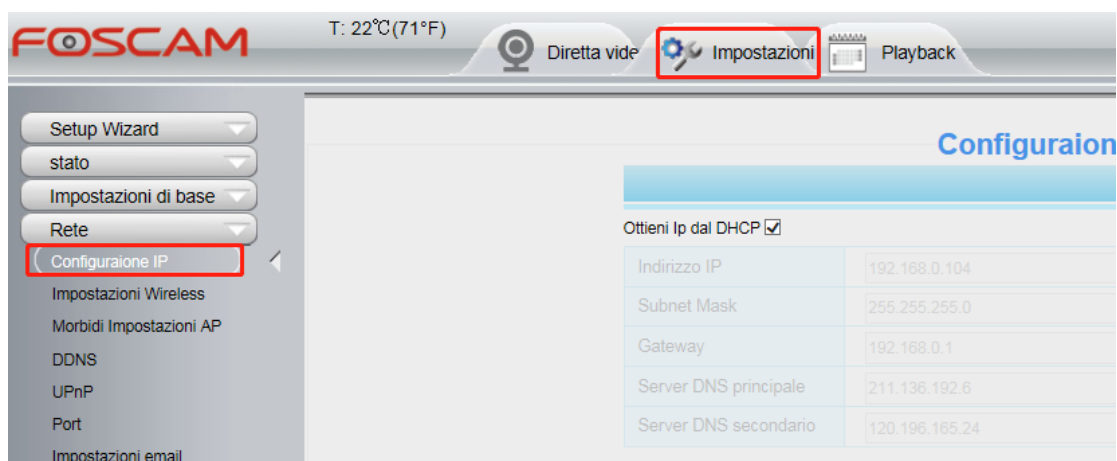 FOSCAM
T: 22℃(71°F)
Diretta vide
Impostazioni
Playback
Setup Wizard
stato
Impostazioni di base
Rete
Configuraione IP
Impostazioni Wireless
Morbidi Impostazioni AP
DDNS
UPnP
Port
Impostazioni email
Configuraion
Ottieni Ip dal DHCP
Indirizzo IP 192.168.0.104
Subnet Mask 255.255.255.0
Gateway 192.168.0.1
Server DNS principale 211.136.192.6
Server DNS secondario 120.196.165.24